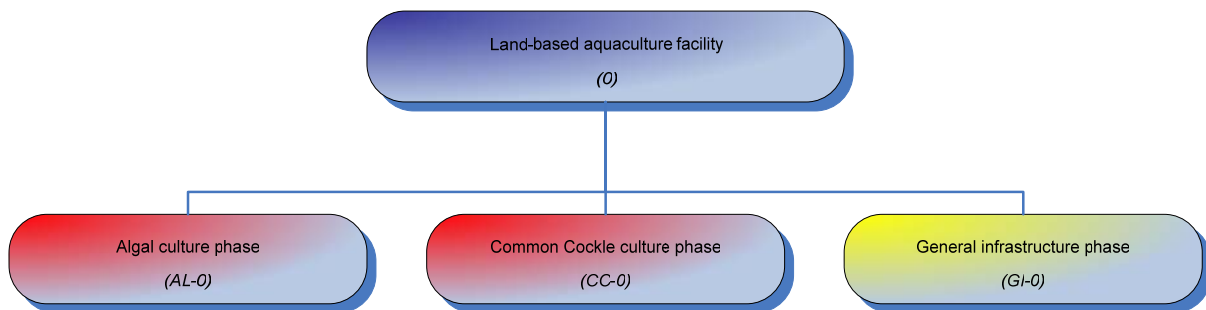 Land-based aquaculture facility
(0)
Algal culture phase
(AL-0)
Common Cockle culture phase
(CC-0)
General infrastructure phase
(GI-0)